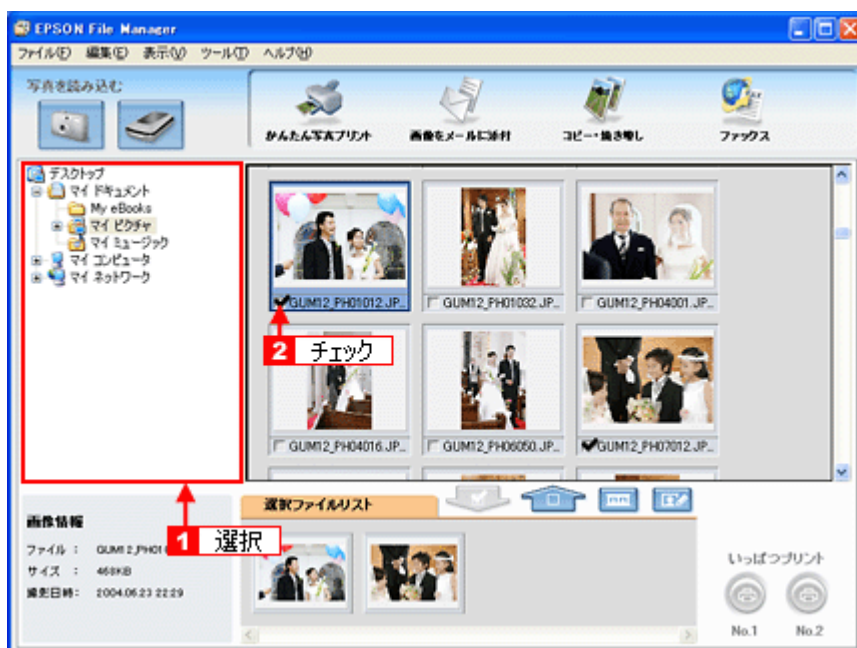 EPSON File Manager
ファイル(F) 編集(E) 表示(V) ツール(T) ヘルプ(H)
写真を読み込む
かんたん写真プリント 画像をメールに添付 コピー・焼き増し ファックス
デスクトップ
マイ ドキュメント
My eBooks
マイ ピクチャ
マイ ミュージック
マイ コンピュータ
マイ ネットワーク
GUM12_PH01012.JP... GUM12_PH01032.JP... GUM12_PH04001.JP...
2 チェック
GUM12_PH04016.JP... GUM12_PH06050.JP... GUM12_PH07012.JP...
1 選択
選択ファイルリスト
画像情報
ファイル : GUM12_PH01
サイズ : 468KB
撮影日時: 2004.06.23 22:29
いっぱつプリント
No.1 No.2